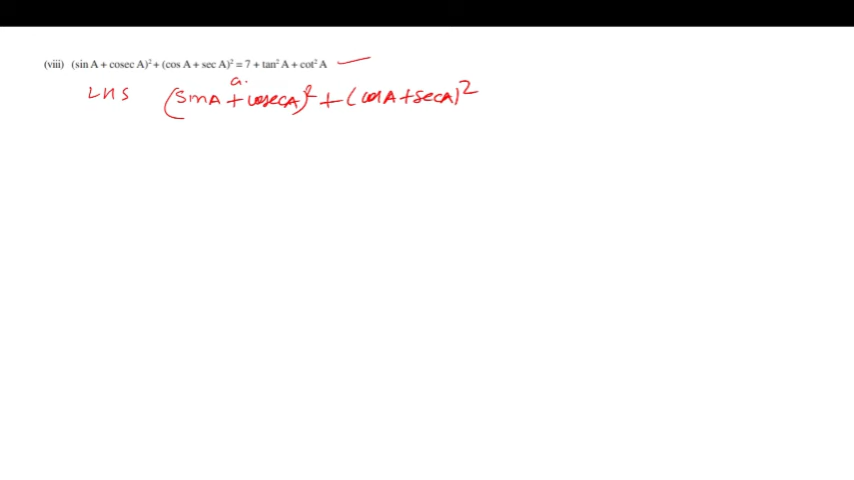 (viii) (sin A + cosec A)² + (cos A + sec A)² = 7 + tan² A + cot² A
a.
LHS (sinA + cosecA)² + (cosA + secA)²